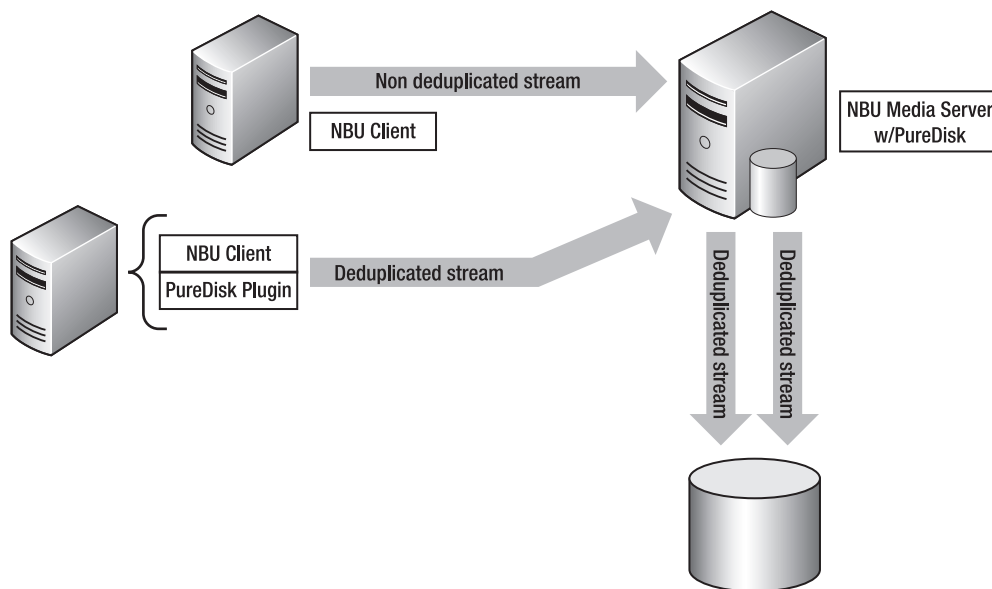 Non deduplicated stream
NBU Client
NBU Media Server
w/PureDisk
NBU Client
PureDisk Plugin
Deduplicated stream
Deduplicated stream
Deduplicated stream